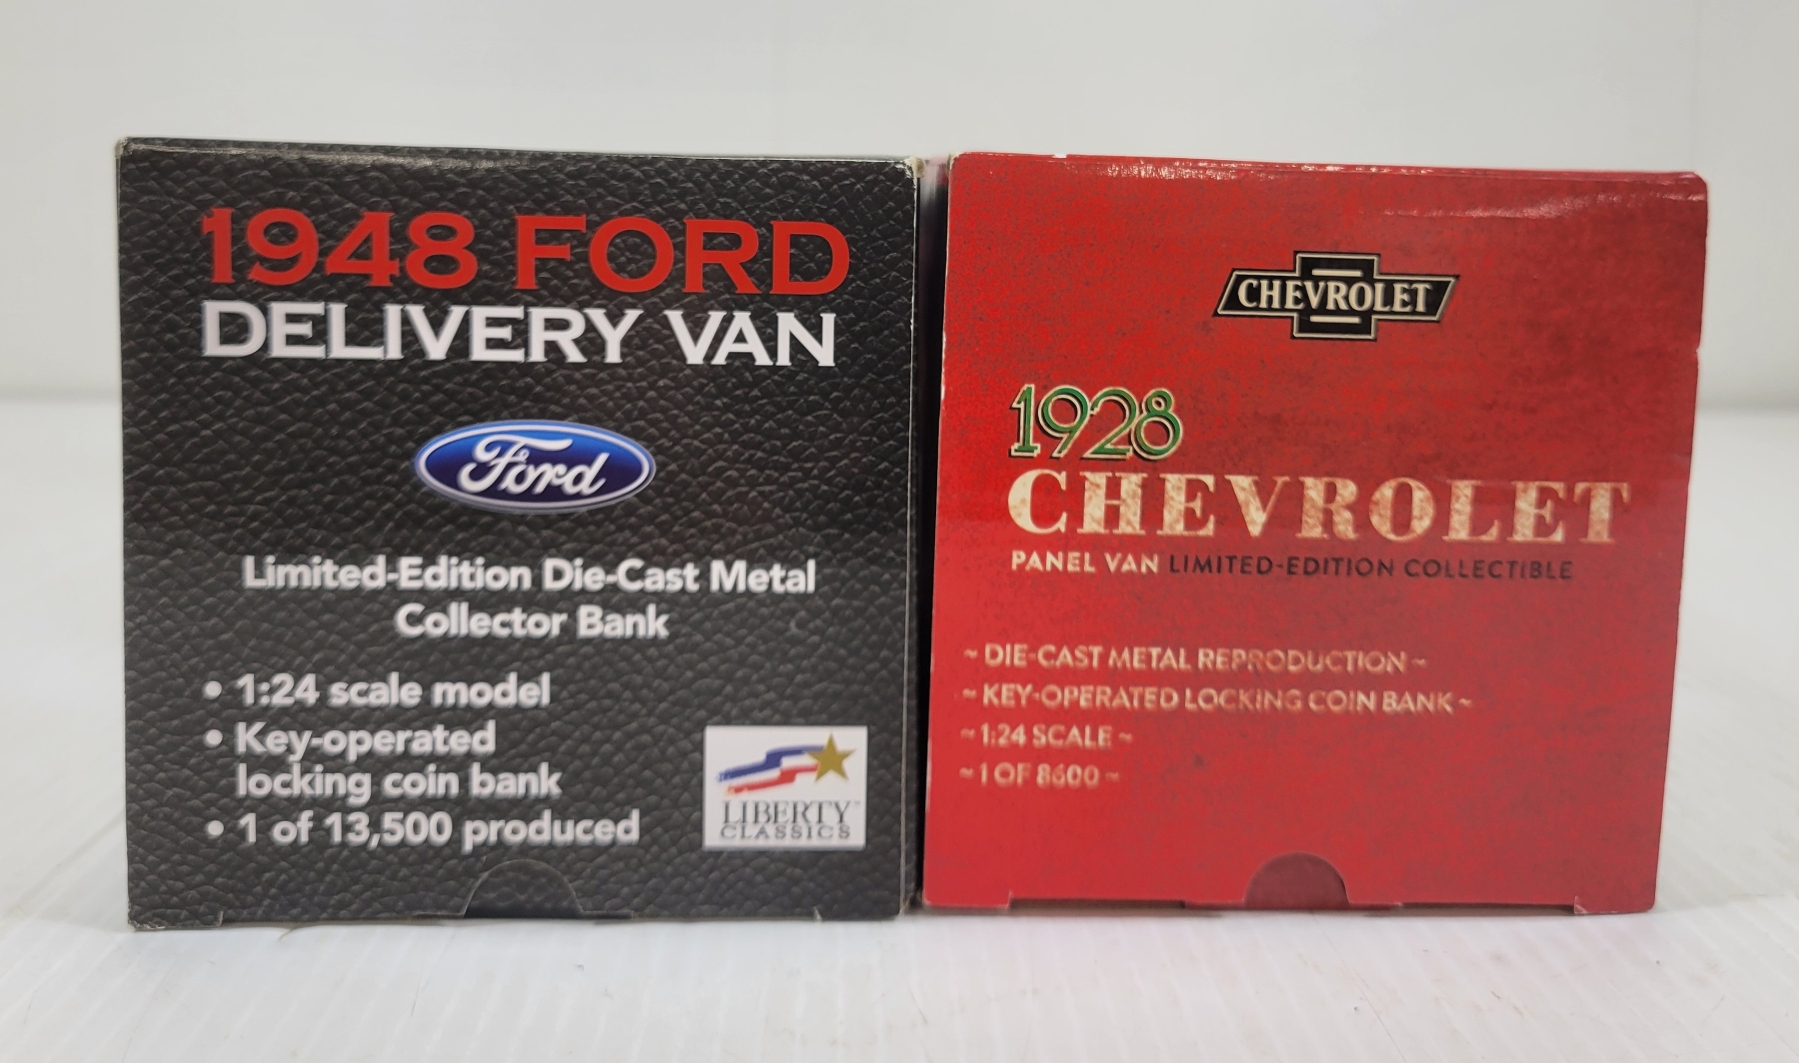 1948 FORD
DELIVERY VAN
Ford
Limited-Edition Die-Cast Metal
Collector Bank
• 1:24 scale model
• Key-operated
locking coin bank
• 1 of 13,500 produced
LIBERTY™
CLASSICS
CHEVROLET
1928
CHEVROLET
PANEL VAN LIMITED-EDITION COLLECTIBLE
~ DIE-CAST METAL REPRODUCTION ~
~ KEY-OPERATED LOCKING COIN BANK ~
~ 1:24 SCALE ~
~ 1 OF 8600 ~